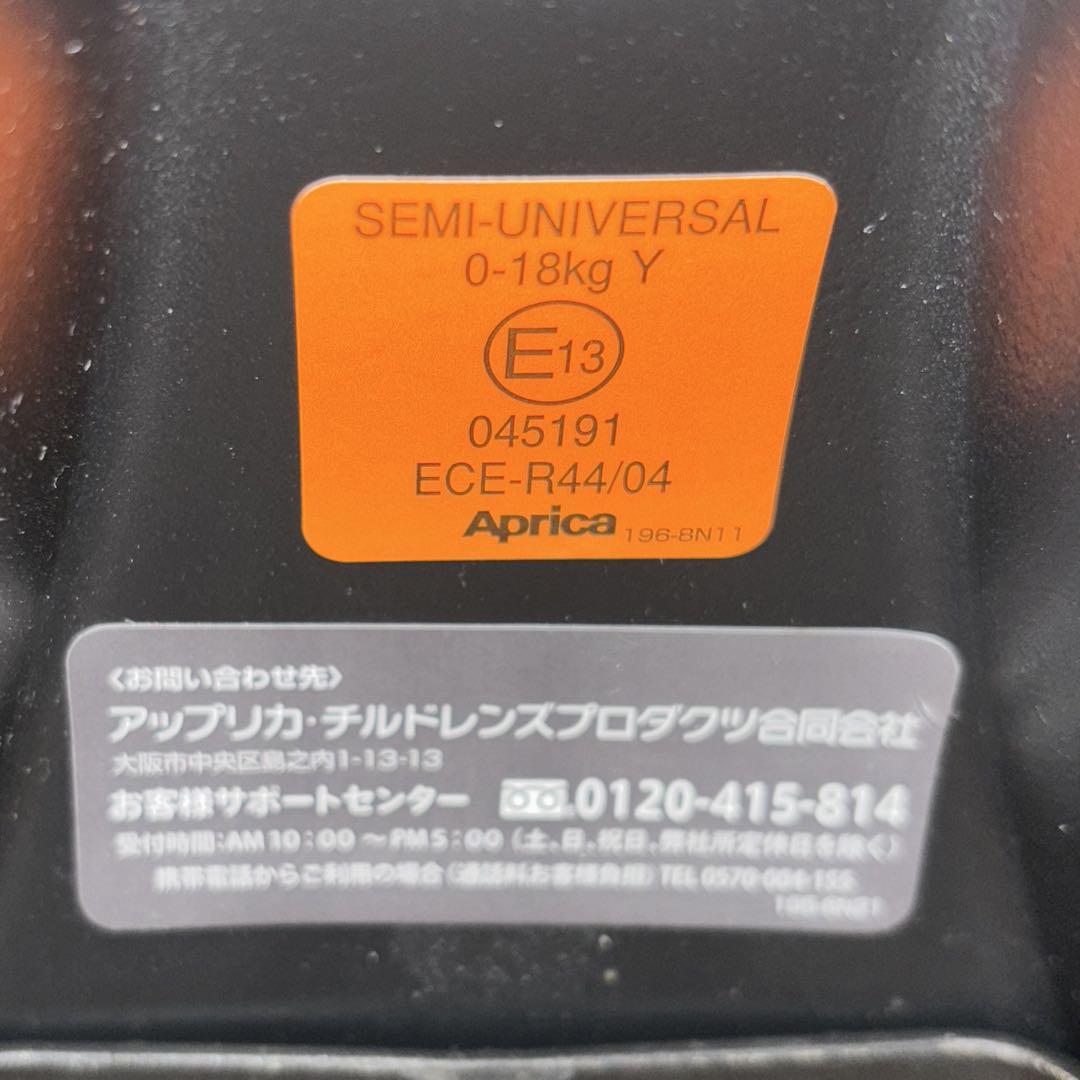 SEMI-UNIVERSAL
0-18kg Y
E13
045191
ECE-R44/04
Aprica 196-8N11
〈お問い合わせ先〉
アップリカ・チルドレンズプロダクツ合同会社
大阪市中央区島之内1-13-13
お客様サポートセンター 0120-415-814
受付時間:AM10:00〜PM5:00（土、日、祝日、弊社所定休日を除く）
携帯電話からご利用の場合（通話料お客様負担）TEL 0570-004-155